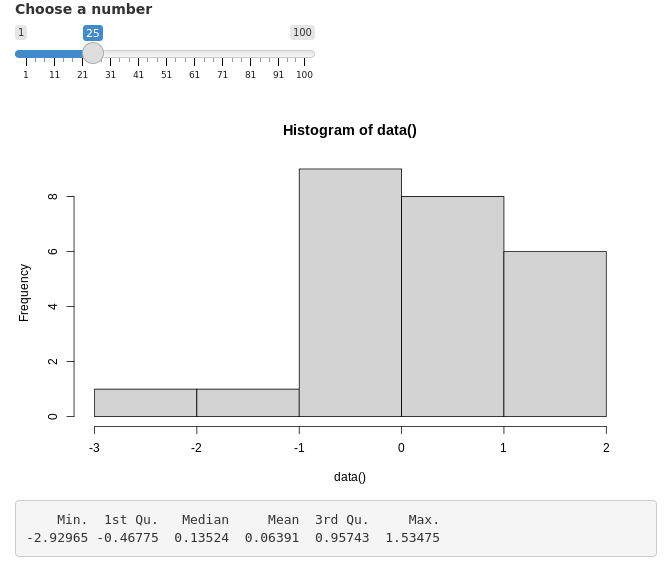 Choose a number
1 25 100
1 11 21 31 41 51 61 71 81 91 100
Histogram of data()
Frequency
8
6
4
2
0
-3 -2 -1 0 1 2
data()
Min. 1st Qu. Median Mean 3rd Qu. Max.
-2.92965 -0.46775 0.13524 0.06391 0.95743 1.53475